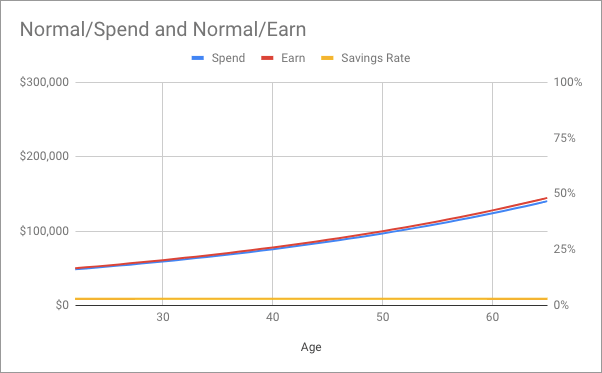 Normal/Spend and Normal/Earn
Spend Earn Savings Rate
$300,000 100%
75%
$200,000
50%
$100,000
25%
$0 0%
30 40 50 60
Age